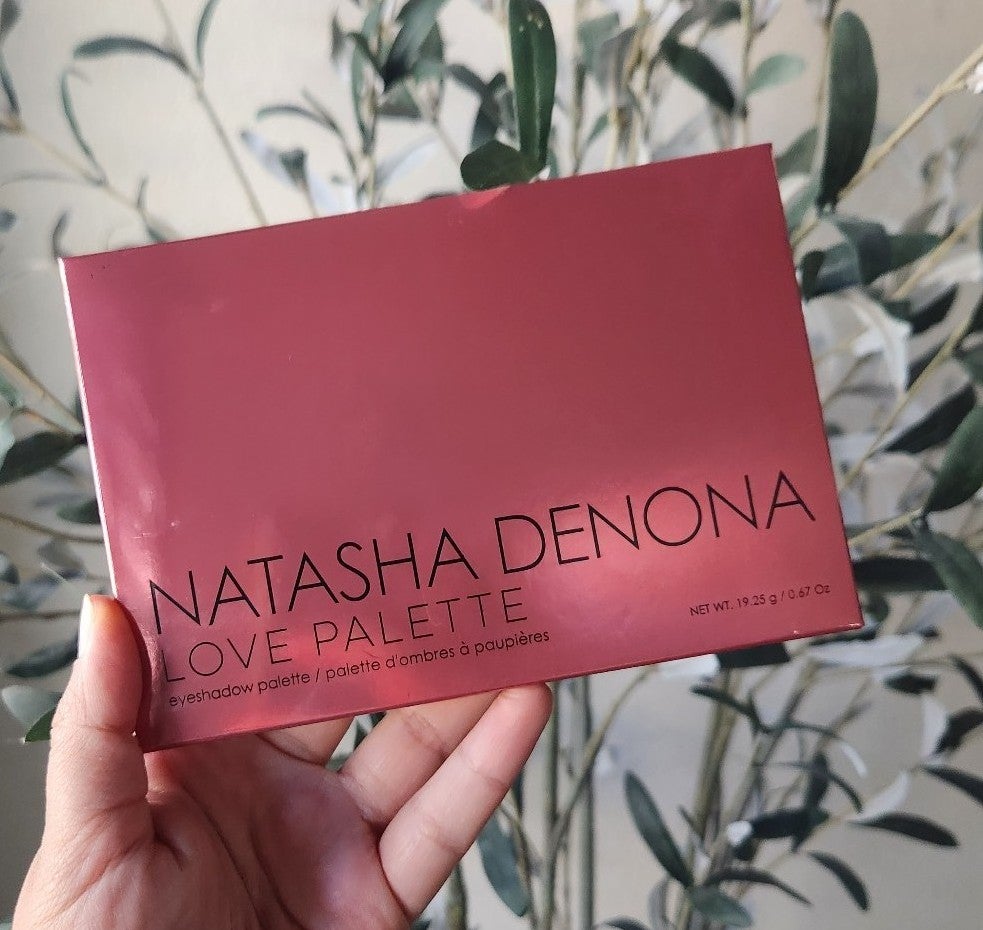 NATASHA DENONA
LOVE PALETTE
eyeshadow palette / palette d'ombres à paupières
NET WT. 19.25 g / 0.67 Oz